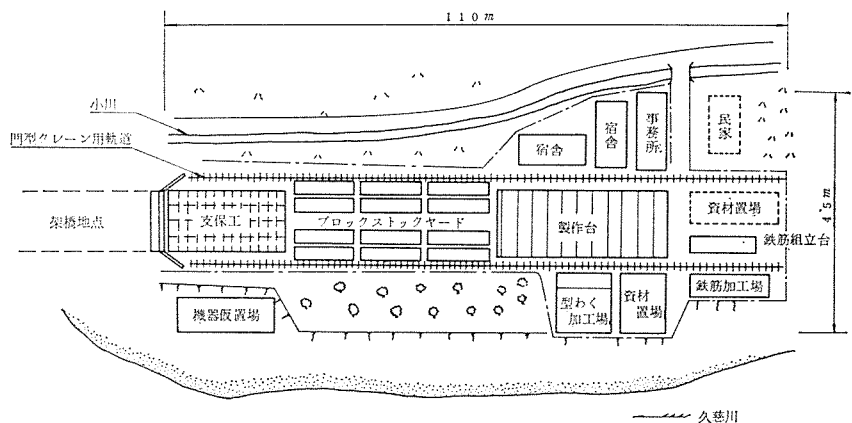 110m
小川
門型クレーン用軌道
宿舎
宿舎
事務所
民家
架橋地点
支保工
ブロックストックヤード
製作台
資材置場
鉄筋組立台
45m
機器仮置場
型わく
加工場
資材
置場
鉄筋加工場
久慈川